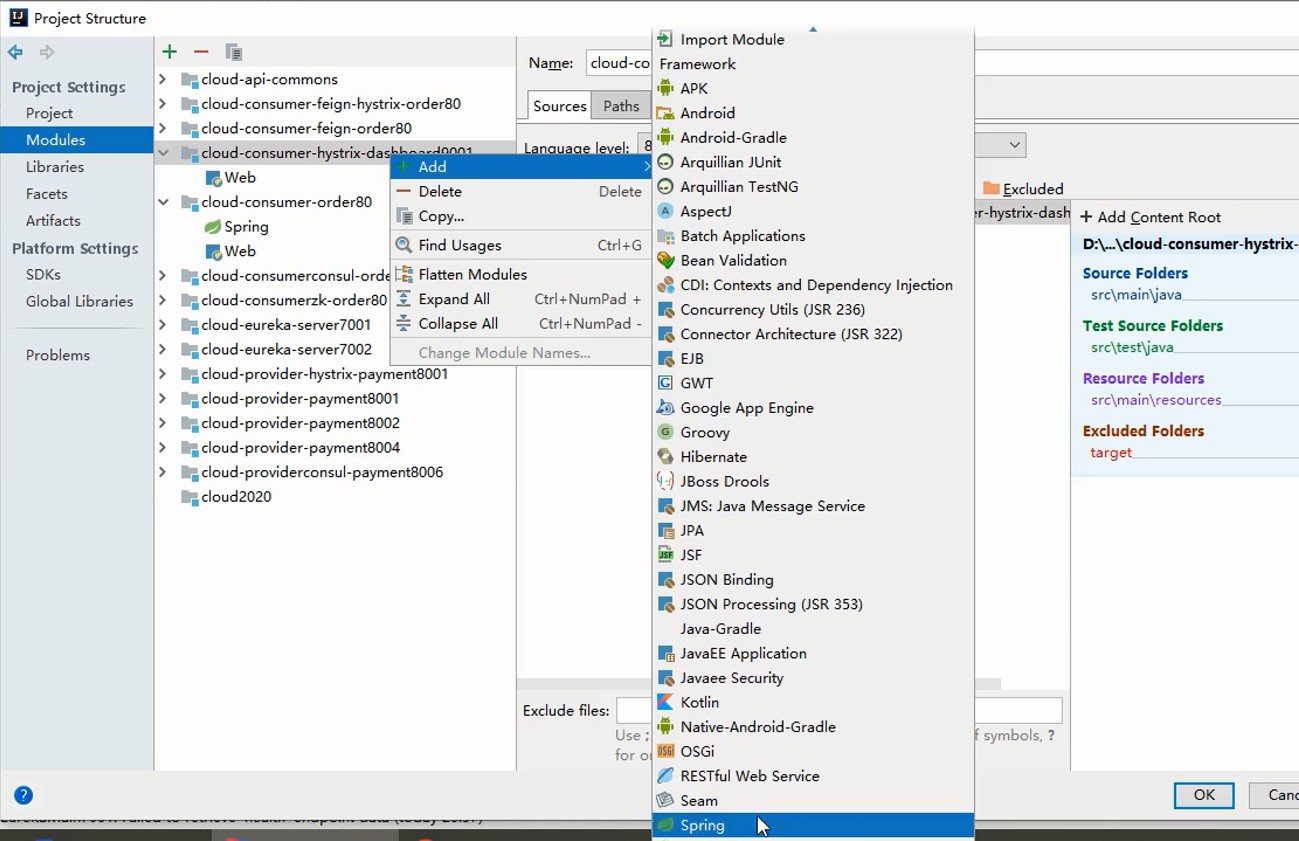 Project Structure
Project Settings
Project
Modules
Libraries
Facets
Artifacts
Platform Settings
SDKs
Global Libraries
Problems
cloud-api-commons
cloud-consumer-feign-hystrix-order80
cloud-consumer-feign-order80
cloud-consumer-hystrix-dashboard9001
Web
cloud-consumer-order80
Spring
Web
cloud-consumerconsul-orde
cloud-consumerzk-order80
cloud-eureka-server7001
cloud-eureka-server7002
cloud-provider-hystrix-payment8001
cloud-provider-payment8001
cloud-provider-payment8002
cloud-provider-payment8004
cloud-providerconsul-payment8006
cloud2020
Add
Delete Delete
Copy...
Find Usages Ctrl+G
Flatten Modules
Expand All Ctrl+NumPad +
Collapse All Ctrl+NumPad -
Change Module Names...
Name: cloud-co
Sources Paths
Language level: 8
Exclude files:
Use ;
for
Import Module
Framework
APK
Android
Android-Gradle
Arquillian JUnit
Arquillian TestNG
AspectJ
Batch Applications
Bean Validation
CDI: Contexts and Dependency Injection
Concurrency Utils (JSR 236)
Connector Architecture (JSR 322)
EJB
GWT
Google App Engine
Groovy
Hibernate
JBoss Drools
JMS: Java Message Service
JPA
JSF
JSON Binding
JSON Processing (JSR 353)
Java-Gradle
JavaEE Application
Javaee Security
Kotlin
Native-Android-Gradle
OSGi
RESTful Web Service
Seam
Spring
Excluded
er-hystrix-dash
f symbols, ?
+ Add Content Root
D:\...\cloud-consumer-hystrix-
Source Folders
src\main\java
Test Source Folders
src\test\java
Resource Folders
src\main\resources
Excluded Folders
target
OK
Canc